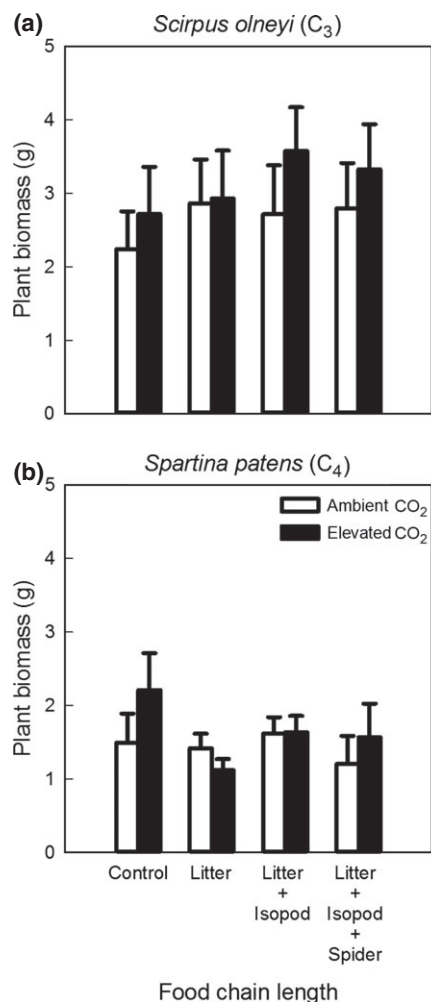 (a)
Scirpus olneyi (C₃)
5
4
3
2
1
0
Plant biomass (g)
(b)
Spartina patens (C₄)
5
4
3
2
1
0
Plant biomass (g)
Ambient CO₂
Elevated CO₂
Control
Litter
Litter
+
Isopod
Litter
+
Isopod
+
Spider
Food chain length